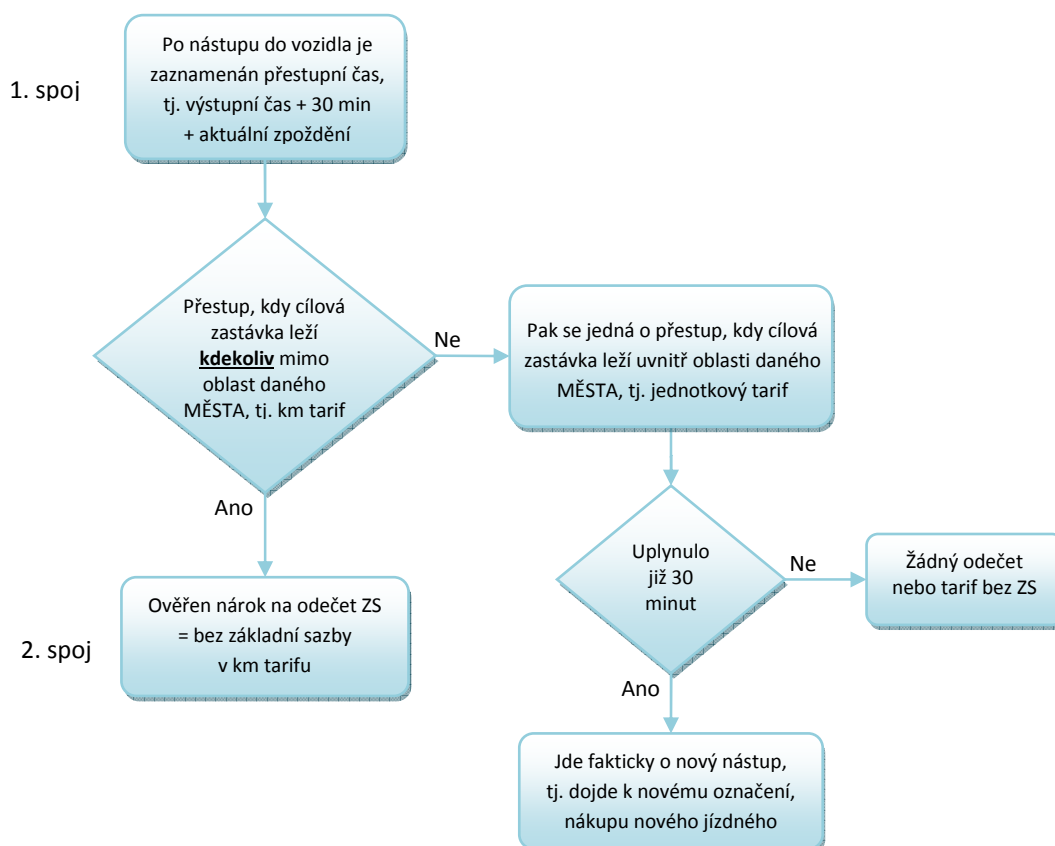 1. spoj
Po nástupu do vozidla je
zaznamenán přestupní čas,
tj. výstupní čas + 30 min
+ aktuální zpoždění
Přestup, kdy cílová
zastávka leží
kdekoliv mimo
oblast daného
MĚSTA, tj. km tarif
Ne
Pak se jedná o přestup, kdy cílová
zastávka leží uvnitř oblasti daného
MĚSTA, tj. jednotkový tarif
Ano
Uplynulo
již 30
minut
Ne
Žádný odečet
nebo tarif bez ZS
2. spoj
Ověřen nárok na odečet ZS
= bez základní sazby
v km tarifu
Ano
Jde fakticky o nový nástup,
tj. dojde k novému označení,
nákupu nového jízdného